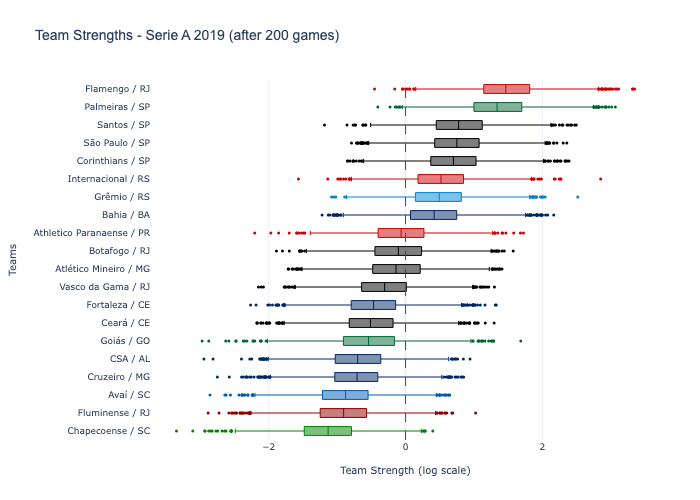 Team Strengths - Serie A 2019 (after 200 games)
Flamengo / RJ
Palmeiras / SP
Santos / SP
São Paulo / SP
Corinthians / SP
Internacional / RS
Grêmio / RS
Bahia / BA
Athletico Paranaense / PR
Botafogo / RJ
Atlético Mineiro / MG
Vasco da Gama / RJ
Fortaleza / CE
Ceará / CE
Goiás / GO
CSA / AL
Cruzeiro / MG
Avaí / SC
Fluminense / RJ
Chapecoense / SC
Teams
−2 0 2
Team Strength (log scale)